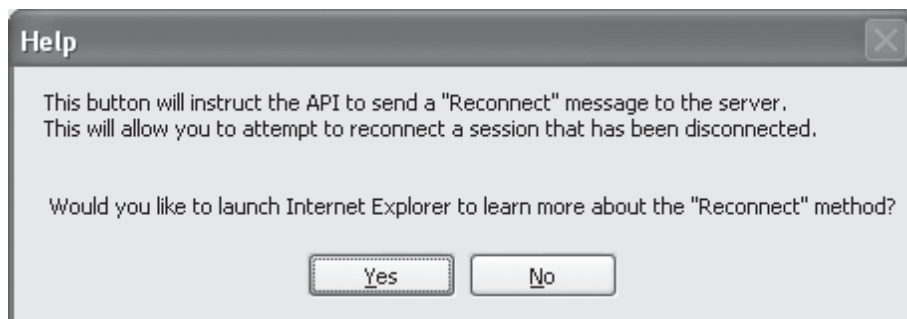 Help
This button will instruct the API to send a "Reconnect" message to the server.
This will allow you to attempt to reconnect a session that has been disconnected.
Would you like to launch Internet Explorer to learn more about the "Reconnect" method?
Yes
No